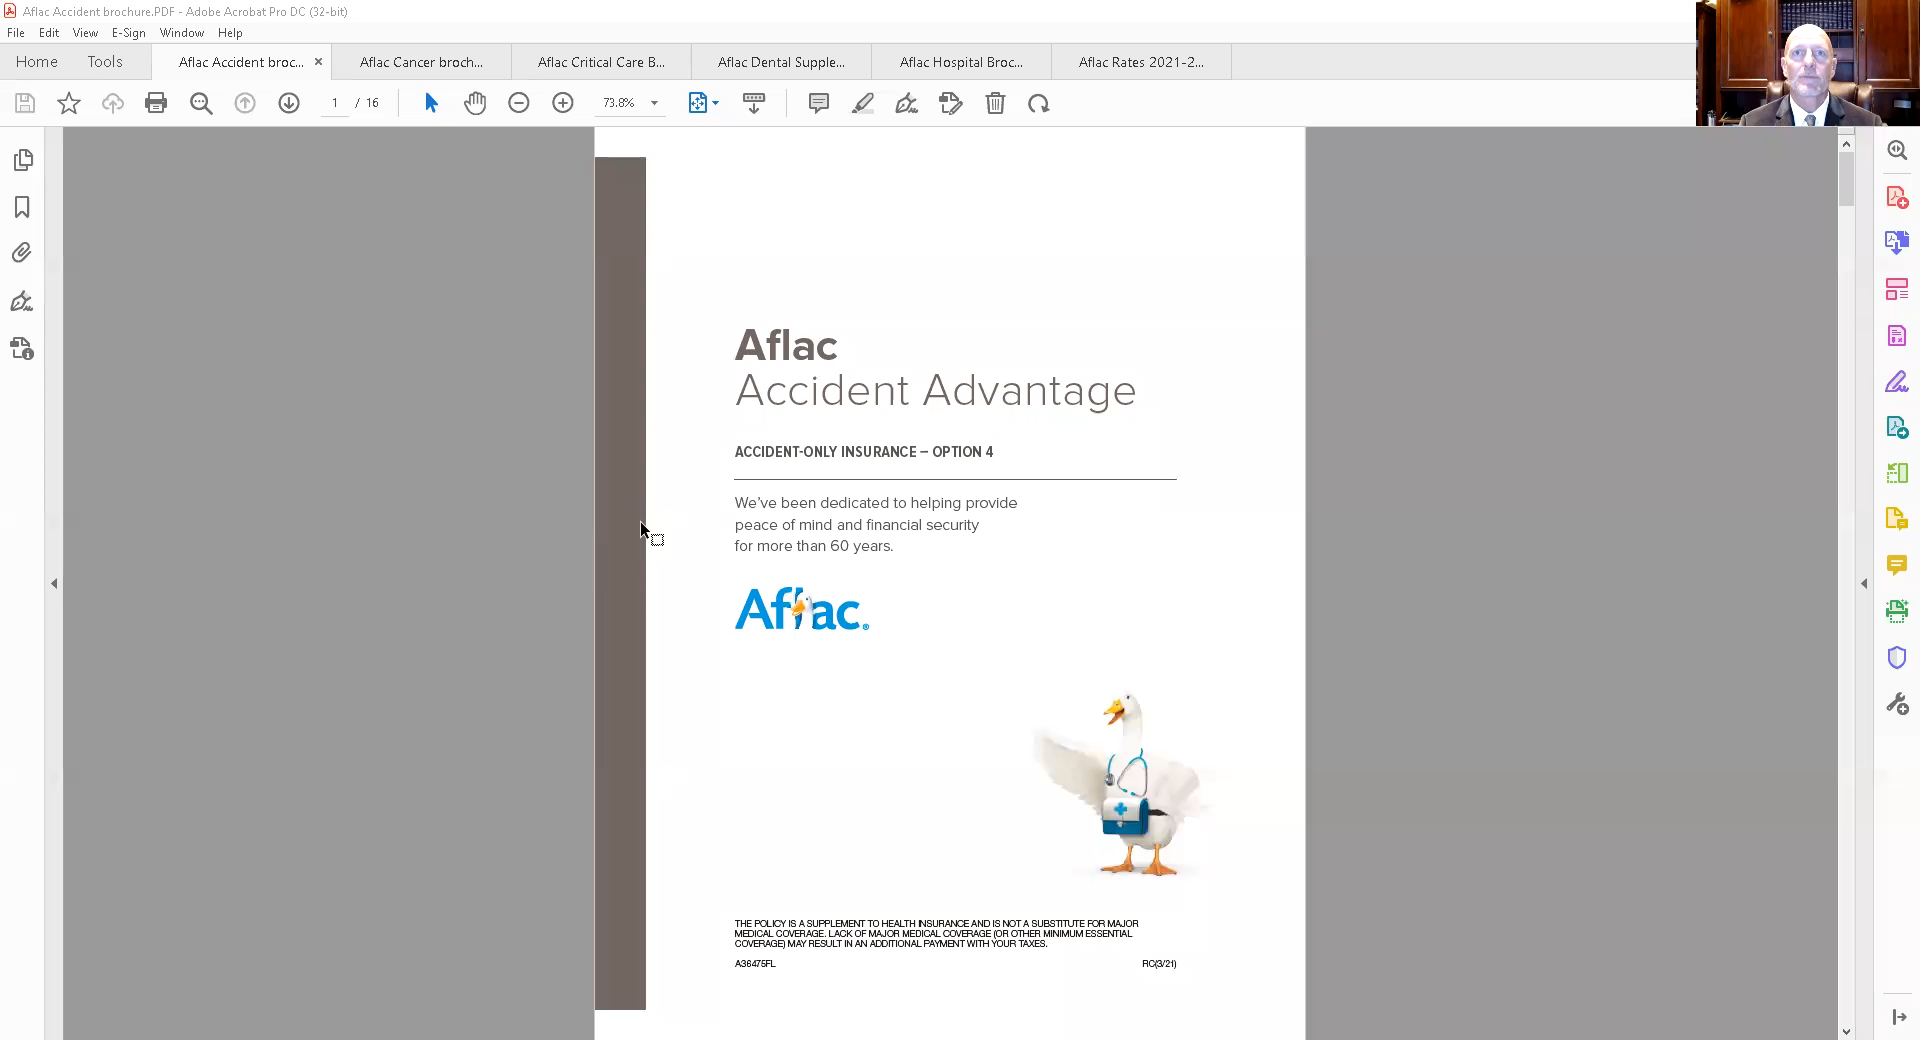 Aflac Accident brochure.PDF - Adobe Acrobat Pro DC (32-bit)
File Edit View E-Sign Window Help
Home Tools Aflac Accident broc... × Aflac Cancer broch... Aflac Critical Care B... Aflac Dental Supple... Aflac Hospital Broc... Aflac Rates 2021-2...
1 / 16 73.8%
Aflac
Accident Advantage
ACCIDENT-ONLY INSURANCE – OPTION 4
We've been dedicated to helping provide
peace of mind and financial security
for more than 60 years.
Aflac®
THE POLICY IS A SUPPLEMENT TO HEALTH INSURANCE AND IS NOT A SUBSTITUTE FOR MAJOR
MEDICAL COVERAGE. LACK OF MAJOR MEDICAL COVERAGE (OR OTHER MINIMUM ESSENTIAL
COVERAGE) MAY RESULT IN AN ADDITIONAL PAYMENT WITH YOUR TAXES.
A36475FL RC(3/21)